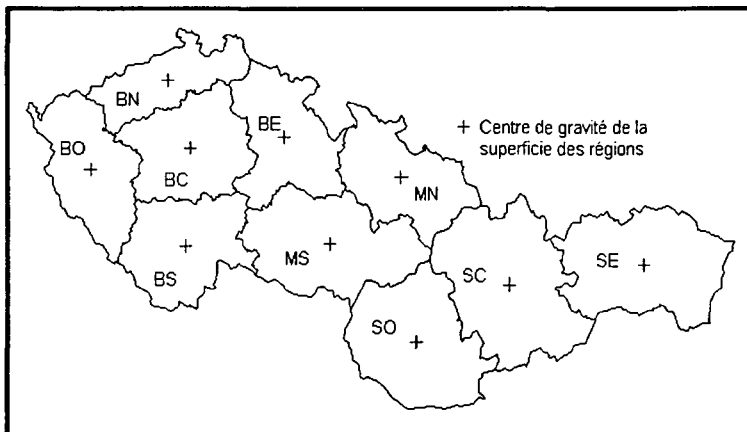 BN
BE
+ Centre de gravité de la
superficie des régions
BO
BC
MN
BS
MS
SC
SE
SO